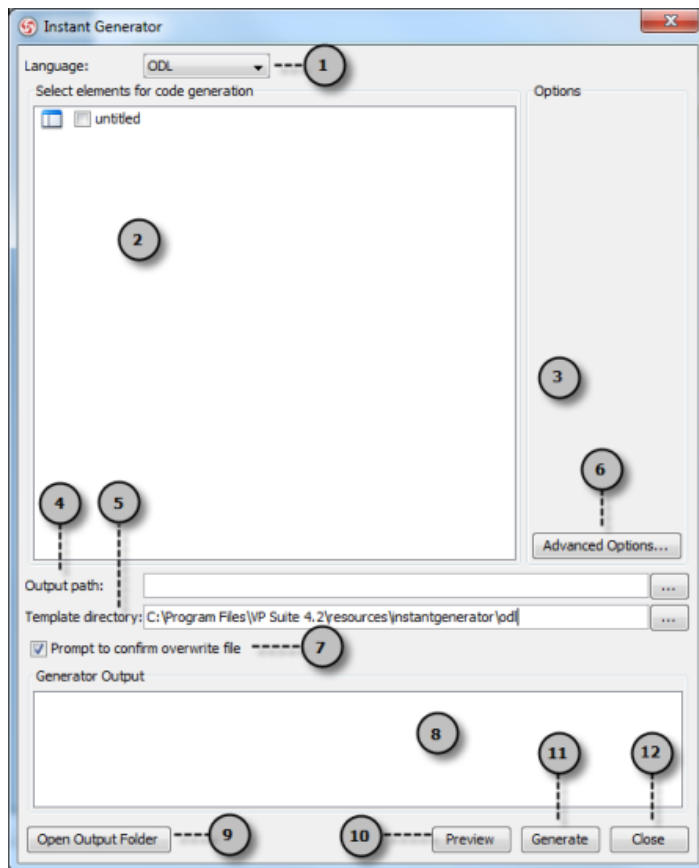 Instant Generator
Language: ODL 1
Select elements for code generation Options
untitled
2
3
6
4 5
Advanced Options...
Output path: ...
Template directory: C:\Program Files\VP Suite 4.2\resources\instantgenerator\odl ...
Prompt to confirm overwrite file 7
Generator Output
8
11 12
Open Output Folder 9 10 Preview Generate Close